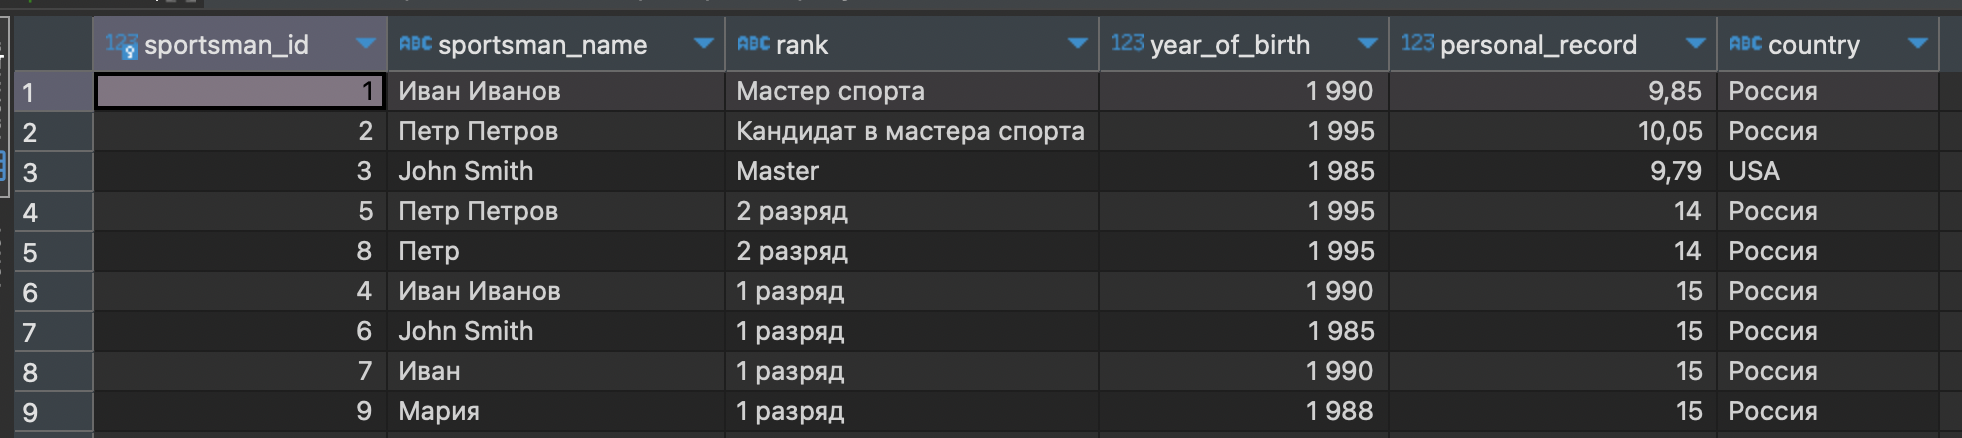 123 sportsman_id ABC sportsman_name ABC rank 123 year_of_birth 123 personal_record ABC country
1 1 Иван Иванов Мастер спорта 1 990 9,85 Россия
2 2 Петр Петров Кандидат в мастера спорта 1 995 10,05 Россия
3 3 John Smith Master 1 985 9,79 USA
4 5 Петр Петров 2 разряд 1 995 14 Россия
5 8 Петр 2 разряд 1 995 14 Россия
6 4 Иван Иванов 1 разряд 1 990 15 Россия
7 6 John Smith 1 разряд 1 985 15 Россия
8 7 Иван 1 разряд 1 990 15 Россия
9 9 Мария 1 разряд 1 988 15 Россия